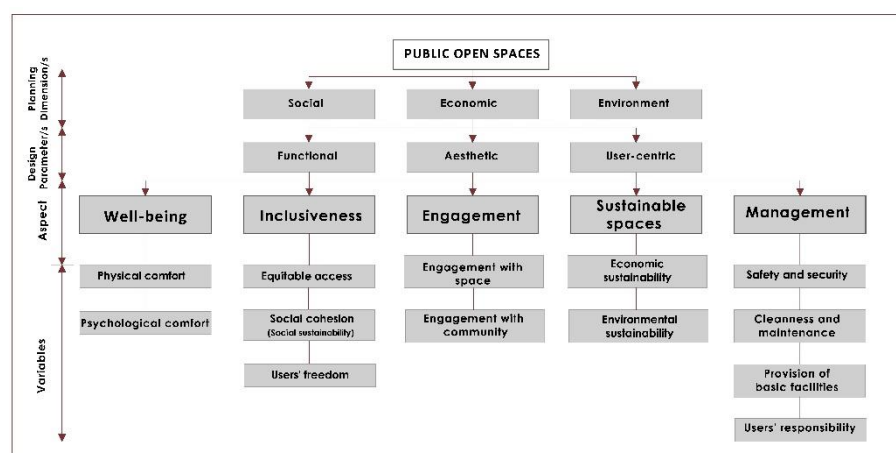 PUBLIC OPEN SPACES
Planning
Dimension/s
Social
Economic
Environment
Design
Parameter/s
Functional
Aesthetic
User-centric
Aspect
Well-being
Inclusiveness
Engagement
Sustainable
spaces
Management
Variables
Physical comfort
Equitable access
Engagement with
space
Economic
sustainability
Safety and security
Psychological comfort
Social cohesion
(Social sustainability)
Engagement with
community
Environmental
sustainability
Cleanness and
maintenance
Users' freedom
Provision of
basic facilities
Users' responsibility